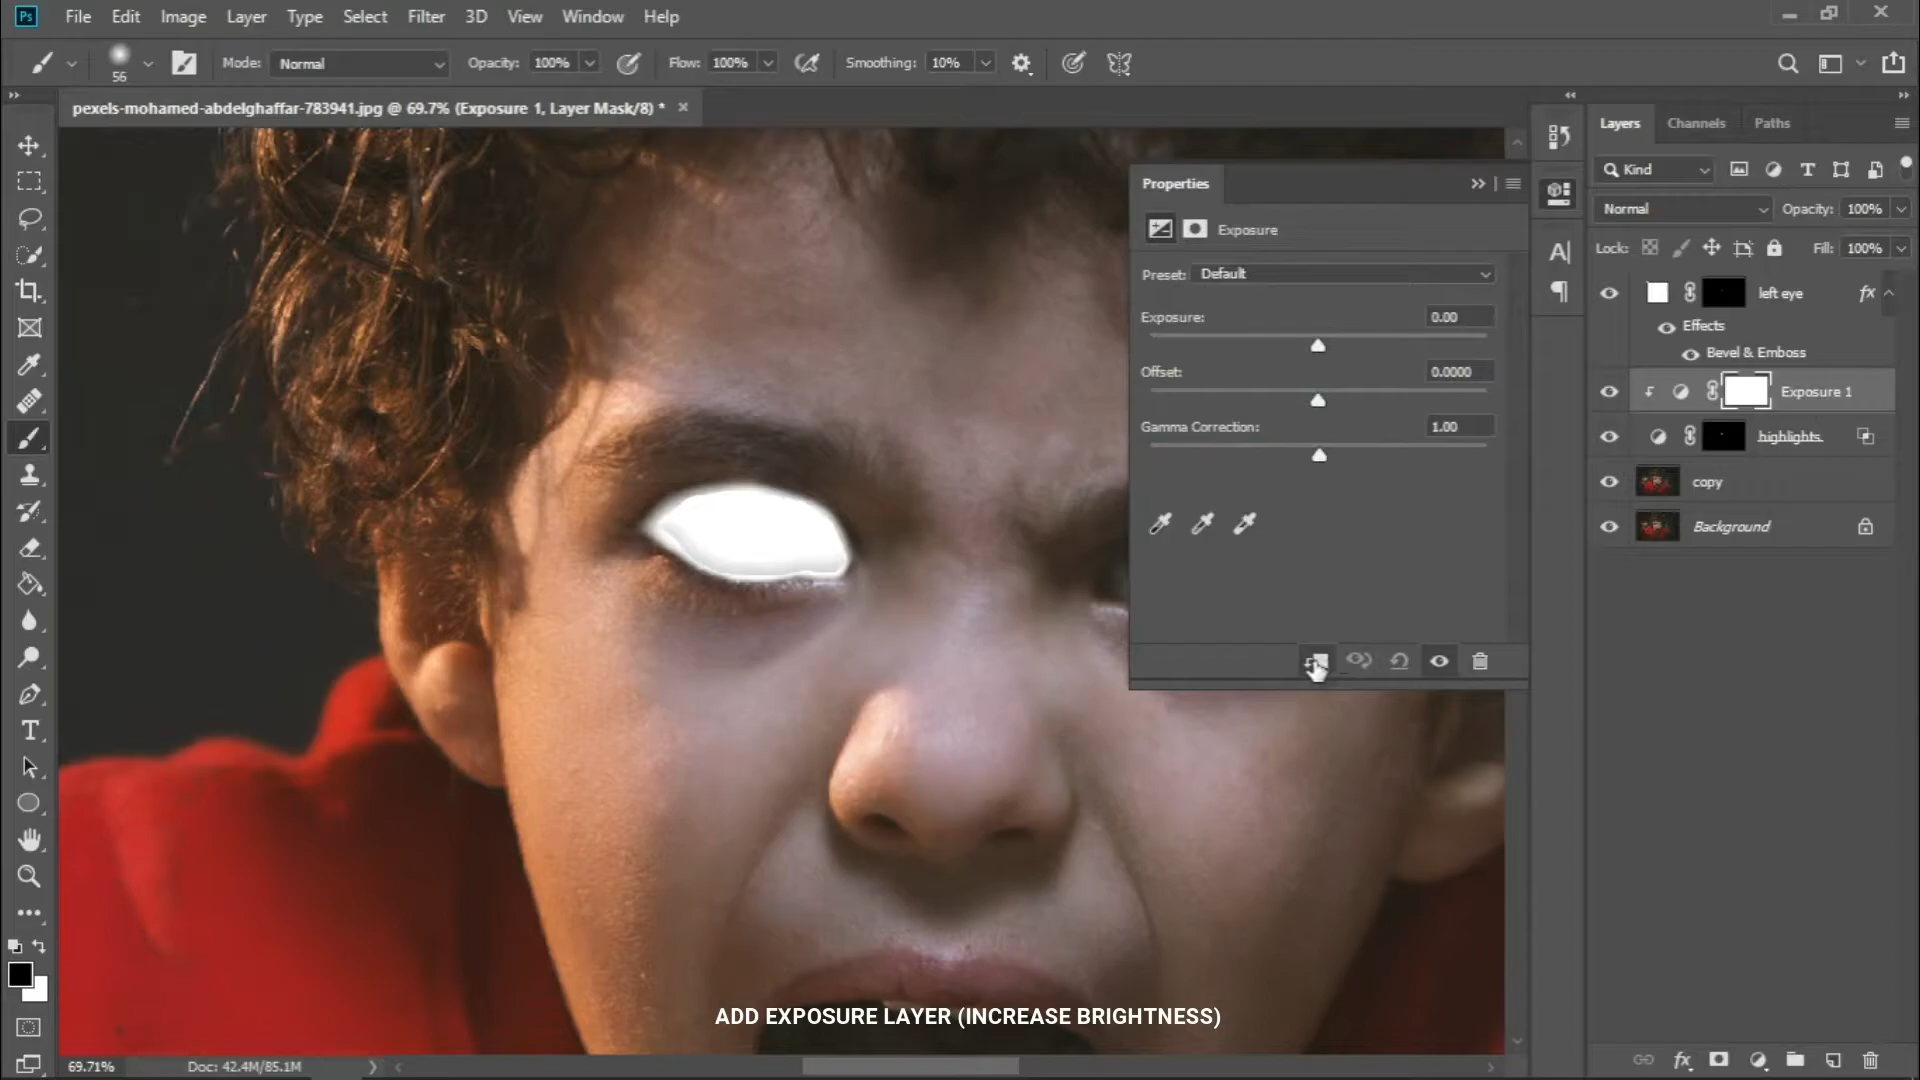 Ps File Edit Image Layer Type Select Filter 3D View Window Help
56 Mode: Normal Opacity: 100% Flow: 100% Smoothing: 10%
pexels-mohamed-abdelghaffar-783941.jpg @ 69.7% (Exposure 1, Layer Mask/8) *
Properties
Exposure
Preset: Default
Exposure: 0.00
Offset: 0.0000
Gamma Correction: 1.00
Layers Channels Paths
Kind
Normal Opacity: 100%
Lock: Fill: 100%
left eye fx
Effects
Bevel & Emboss
Exposure 1
highlights
copy
Background
ADD EXPOSURE LAYER (INCREASE BRIGHTNESS)
69.71% Doc: 42.4M/85.1M
fx